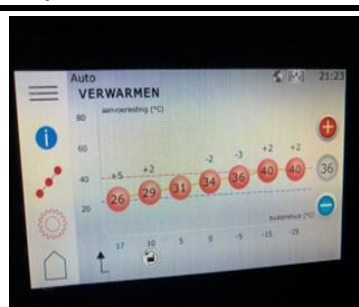 Auto
21:23
VERWARMEN
aanvoerleiding (°C)
80
60
40
20
+5 +2 -2 -3 +2 +2
26 29 31 34 36 40 40
36
buitenshuis (°C)
17 10 5 0 -5 -15 -25